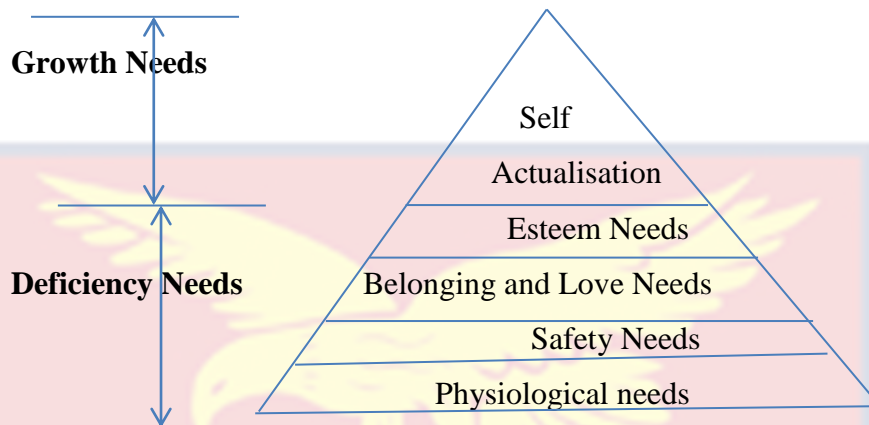 Growth Needs
Self
Actualisation
Esteem Needs
Deficiency Needs
Belonging and Love Needs
Safety Needs
Physiological needs